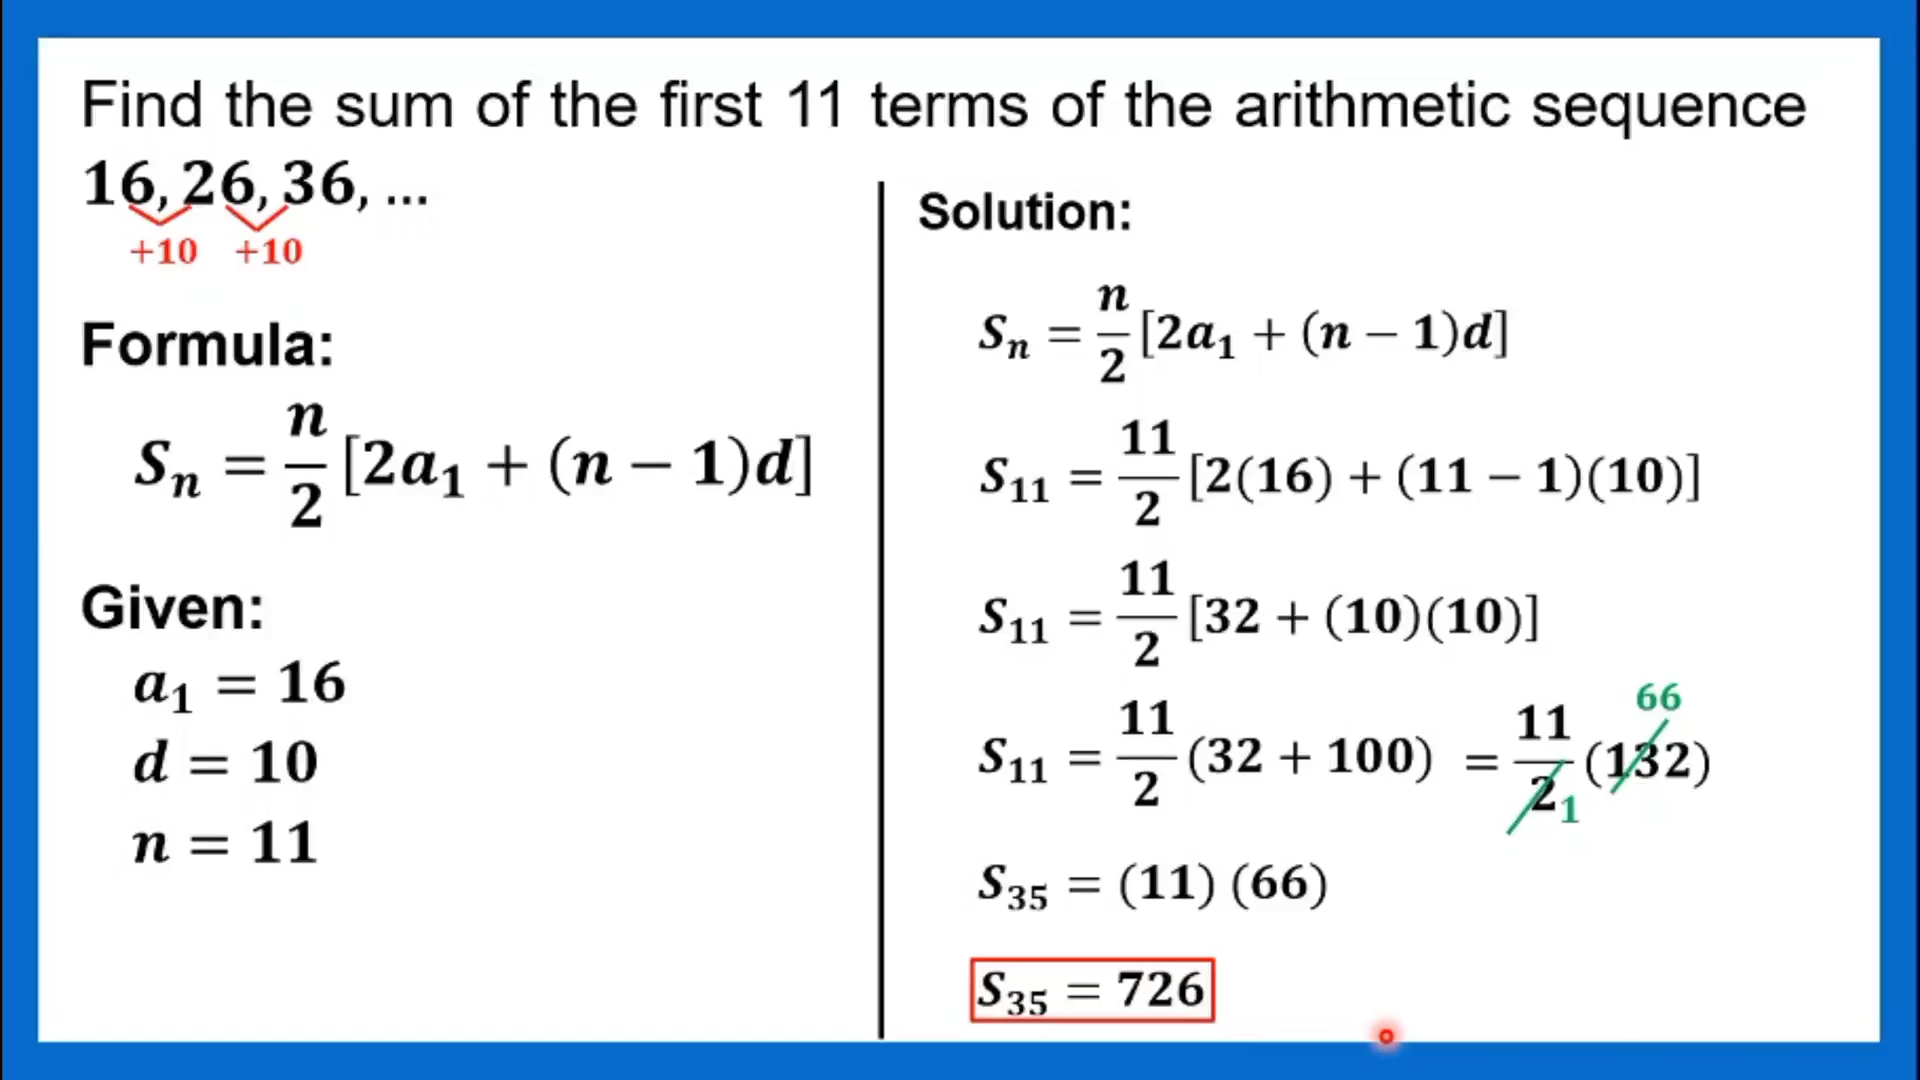 Find the sum of the first 11 terms of the arithmetic sequence
16, 26, 36, ...
+10 +10
Formula:
Sₙ = n/2 [2a₁ + (n − 1)d]
Given:
a₁ = 16
d = 10
n = 11
Solution:
Sₙ = n/2 [2a₁ + (n − 1)d]
S₁₁ = 11/2 [2(16) + (11 − 1)(10)]
S₁₁ = 11/2 [32 + (10)(10)]
66
S₁₁ = 11/2 (32 + 100) = 11/2 (132)
1
S₃₅ = (11) (66)
S₃₅ = 726